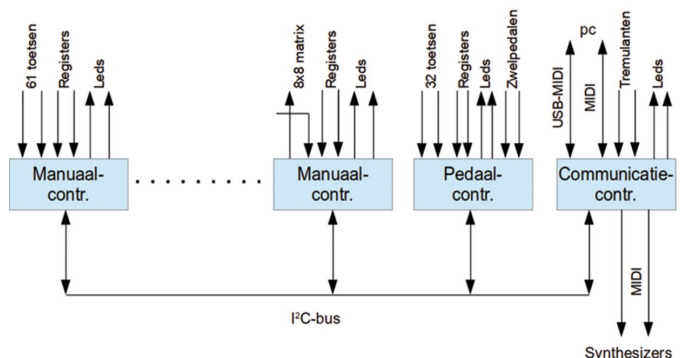 61 toetsen
Registers
Leds
8x8 matrix
Registers
Leds
32 toetsen
Registers
Leds
Zwelpedalen
pc
USB-MIDI
MIDI
Tremulanten
Leds
Manuaal-
contr.
Manuaal-
contr.
Pedaal-
contr.
Communicatie-
contr.
I²C-bus
MIDI
Synthesizers